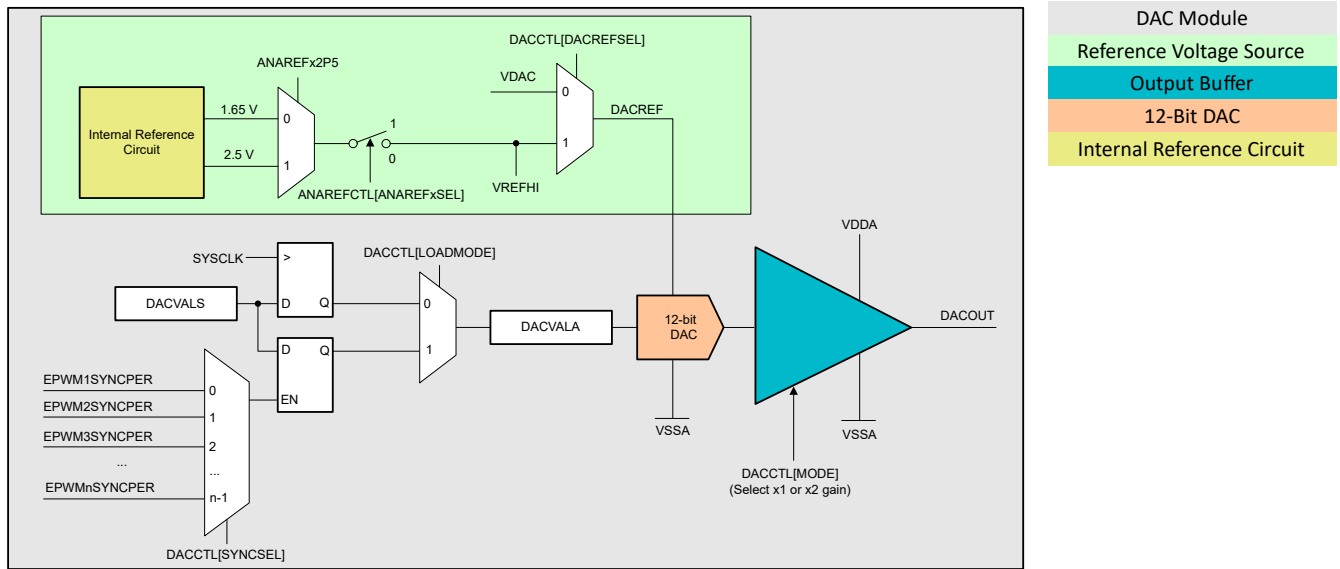 DACCTL[DACREFSEL]
ANAREFx2P5
VDAC
0
Internal Reference
Circuit
1.65 V
0
1
DACREF
2.5 V
1
0
1
ANAREFCTL[ANAREFxSEL]
VREFHI
SYSCLK
>
DACCTL[LOADMODE]
VDDA
DACVALS
D
Q
0
DACVALA
12-bit
DAC
DACOUT
D
Q
1
EPWM1SYNCPER
0
EN
EPWM2SYNCPER
1
EPWM3SYNCPER
2
...
...
EPWMnSYNCPER
n-1
VSSA
VSSA
DACCTL[MODE]
(Select x1 or x2 gain)
DACCTL[SYNCSEL]
DAC Module
Reference Voltage Source
Output Buffer
12-Bit DAC
Internal Reference Circuit